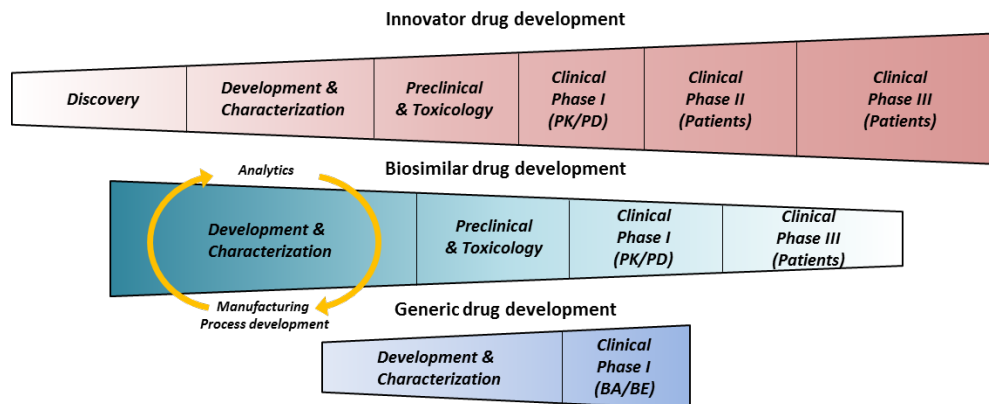 Innovator drug development
Discovery
Development &
Characterization
Preclinical
& Toxicology
Clinical
Phase I
(PK/PD)
Clinical
Phase II
(Patients)
Clinical
Phase III
(Patients)
Biosimilar drug development
Analytics
Development &
Characterization
Manufacturing
Process development
Preclinical
& Toxicology
Clinical
Phase I
(PK/PD)
Clinical
Phase III
(Patients)
Generic drug development
Development &
Characterization
Clinical
Phase I
(BA/BE)